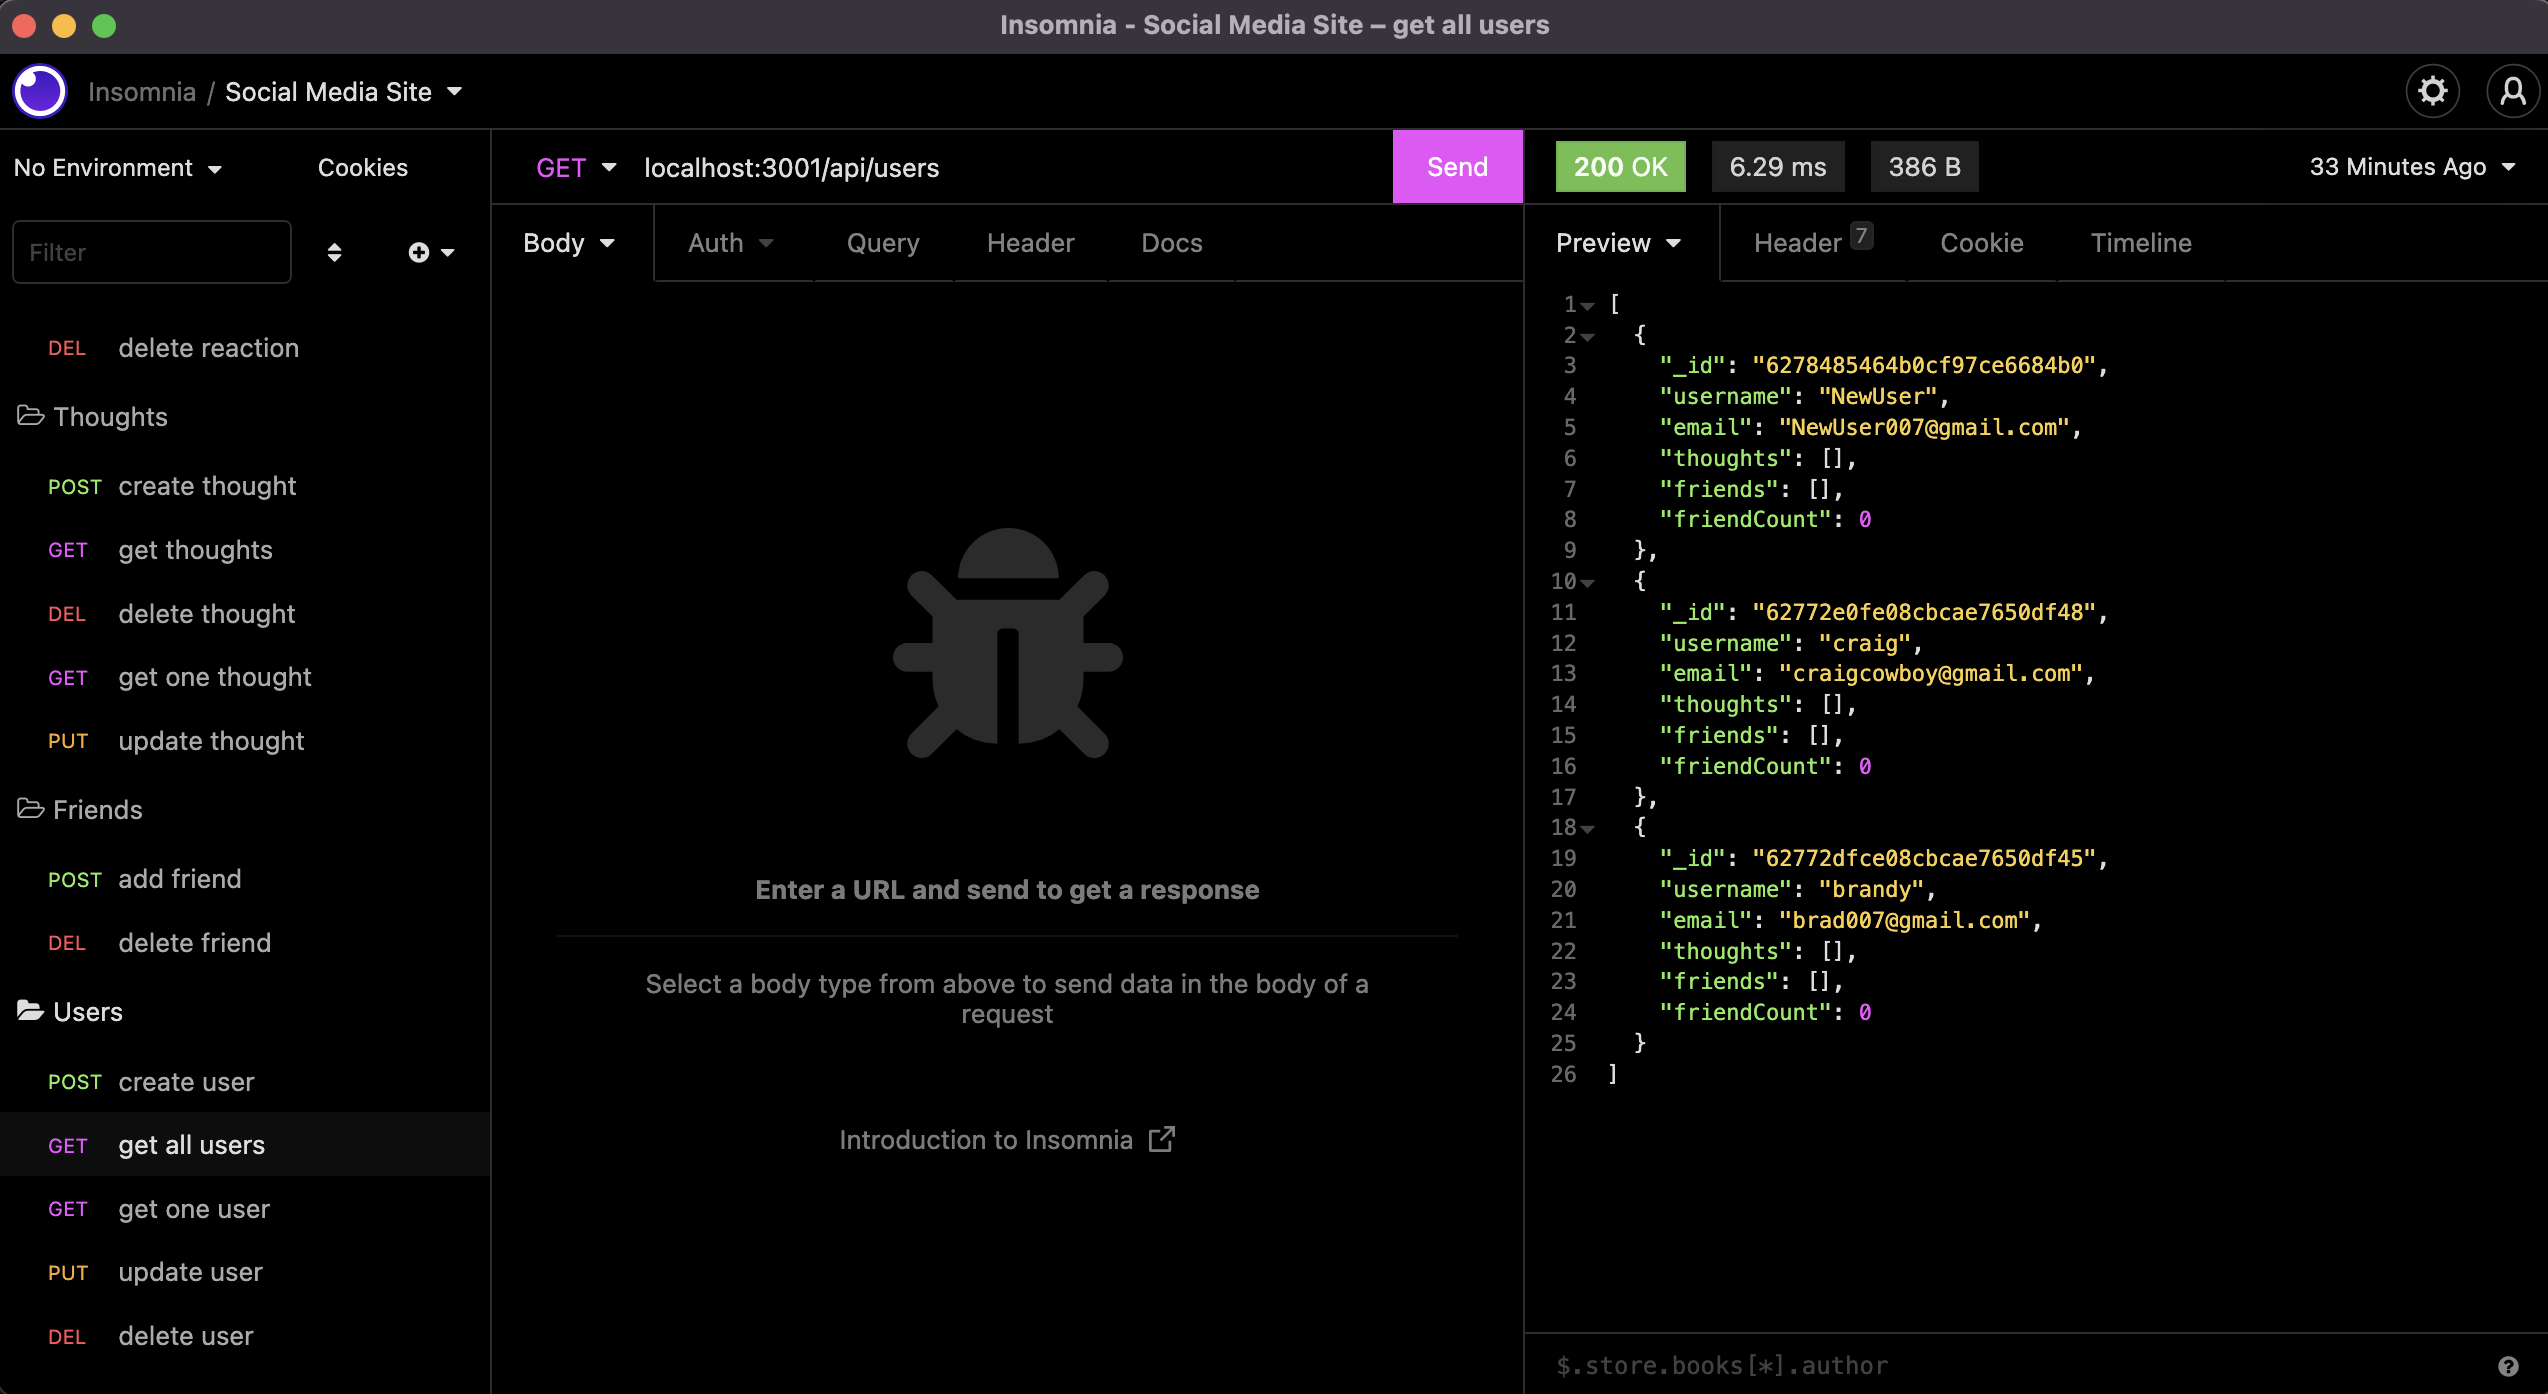 Insomnia - Social Media Site – get all users
Insomnia / Social Media Site
No Environment
Cookies
Filter
DEL delete reaction
Thoughts
POST create thought
GET get thoughts
DEL delete thought
GET get one thought
PUT update thought
Friends
POST add friend
DEL delete friend
Users
POST create user
GET get all users
GET get one user
PUT update user
DEL delete user
GET localhost:3001/api/users
Send
Body Auth Query Header Docs
Enter a URL and send to get a response
Select a body type from above to send data in the body of a
request
Introduction to Insomnia
200 OK 6.29 ms 386 B 33 Minutes Ago
Preview Header 7 Cookie Timeline
1 [
2 {
3 "_id": "6278485464b0cf97ce6684b0",
4 "username": "NewUser",
5 "email": "NewUser007@gmail.com",
6 "thoughts": [],
7 "friends": [],
8 "friendCount": 0
9 },
10 {
11 "_id": "62772e0fe08cbcae7650df48",
12 "username": "craig",
13 "email": "craigcowboy@gmail.com",
14 "thoughts": [],
15 "friends": [],
16 "friendCount": 0
17 },
18 {
19 "_id": "62772dfce08cbcae7650df45",
20 "username": "brandy",
21 "email": "brad007@gmail.com",
22 "thoughts": [],
23 "friends": [],
24 "friendCount": 0
25 }
26 ]
$.store.books[*].author
?